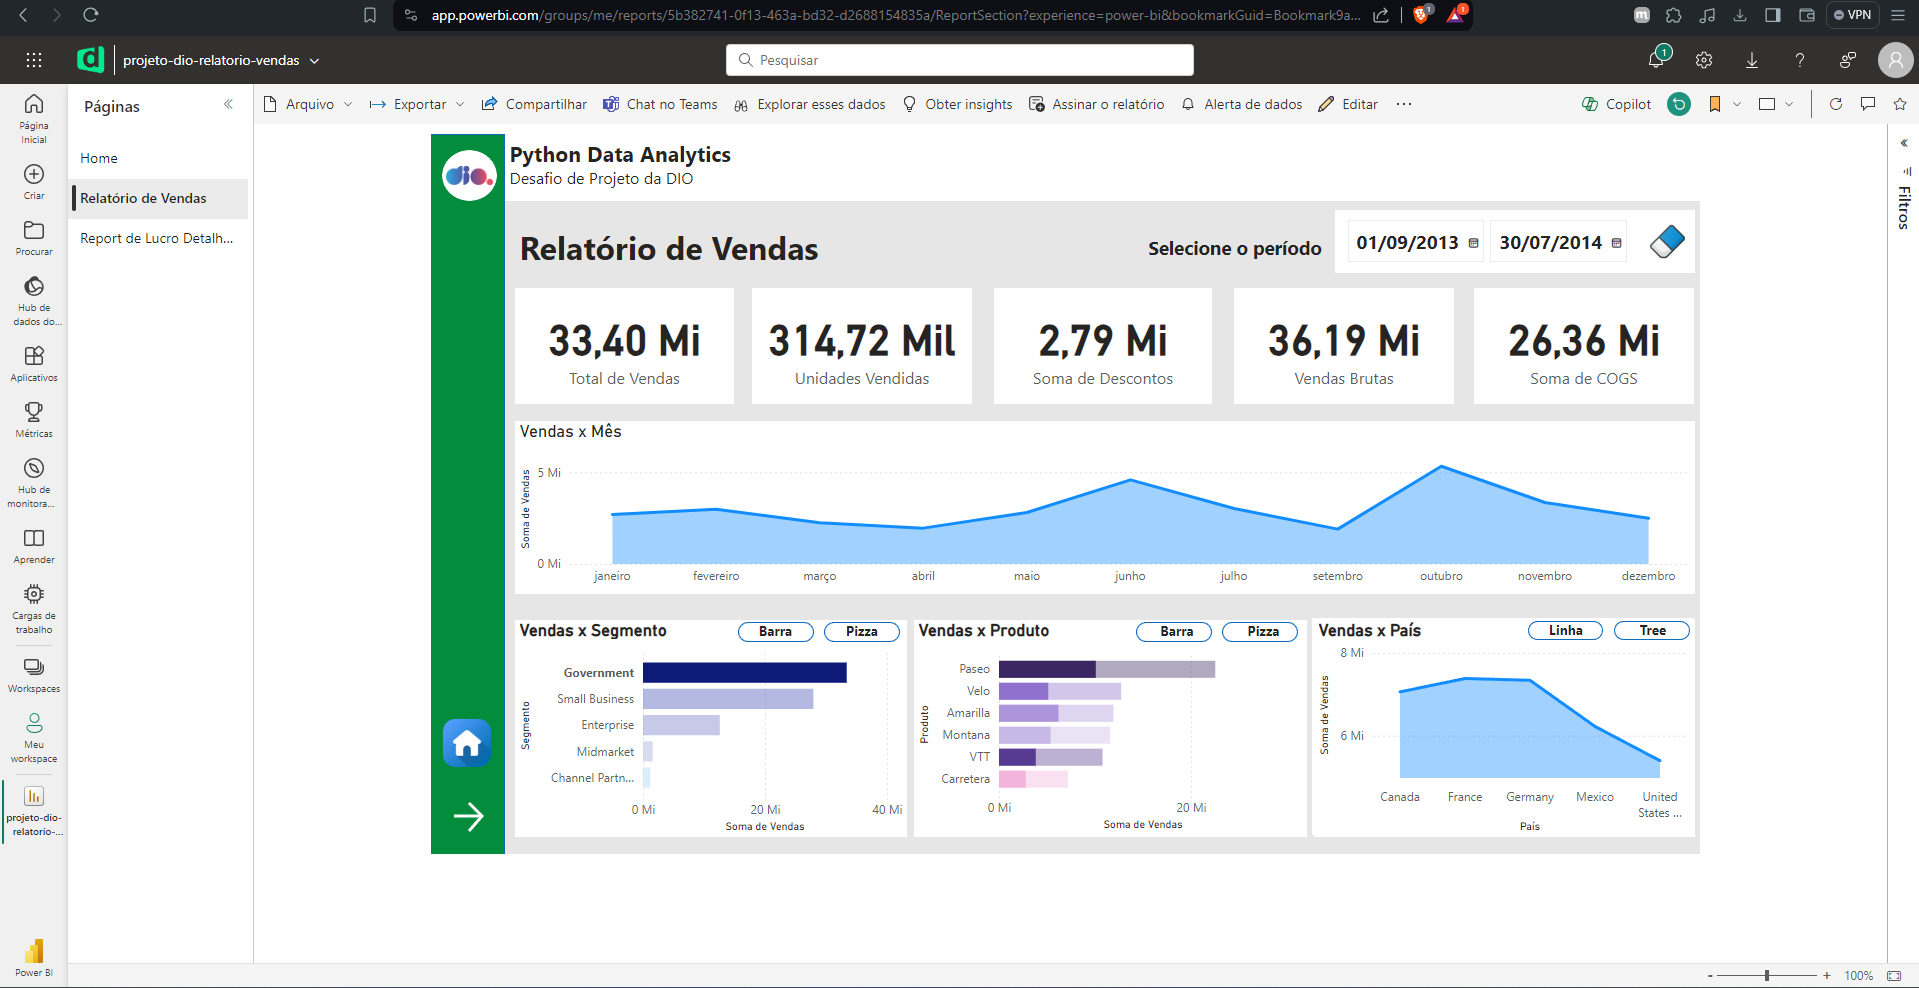 app.powerbi.com/groups/me/reports/5b382741-0f13-463a-bd32-d2688154835a/ReportSection?experience=power-bi&bookmarkGuid=Bookmark9a...
1
1
m
VPN
projeto-dio-relatorio-vendas
Pesquisar
1
?
Página
Inicial
Criar
Procurar
Hub de
dados do...
Aplicativos
Métricas
Hub de
monitora...
Aprender
Cargas de
trabalho
Workspaces
Meu
workspace
projeto-dio-
relatorio-...
Power BI
Páginas
Home
Relatório de Vendas
Report de Lucro Detalh...
Arquivo
Exportar
Compartilhar
Chat no Teams
Explorar esses dados
Obter insights
Assinar o relatório
Alerta de dados
Editar
...
Copilot
Filtros
dio.
Python Data Analytics
Desafio de Projeto da DIO
Relatório de Vendas
Selecione o período
01/09/2013
30/07/2014
33,40 Mi
Total de Vendas
314,72 Mil
Unidades Vendidas
2,79 Mi
Soma de Descontos
36,19 Mi
Vendas Brutas
26,36 Mi
Soma de COGS
Vendas x Mês
Soma de Vendas
5 Mi
0 Mi
janeiro
fevereiro
março
abril
maio
junho
julho
setembro
outubro
novembro
dezembro
Vendas x Segmento
Barra
Pizza
Segmento
Government
Small Business
Enterprise
Midmarket
Channel Partn...
0 Mi
20 Mi
40 Mi
Soma de Vendas
Vendas x Produto
Barra
Pizza
Produto
Paseo
Velo
Amarilla
Montana
VTT
Carretera
0 Mi
20 Mi
Soma de Vendas
Vendas x País
Linha
Tree
Soma de Vendas
8 Mi
6 Mi
Canada
France
Germany
Mexico
United
States ...
País
- + 100%